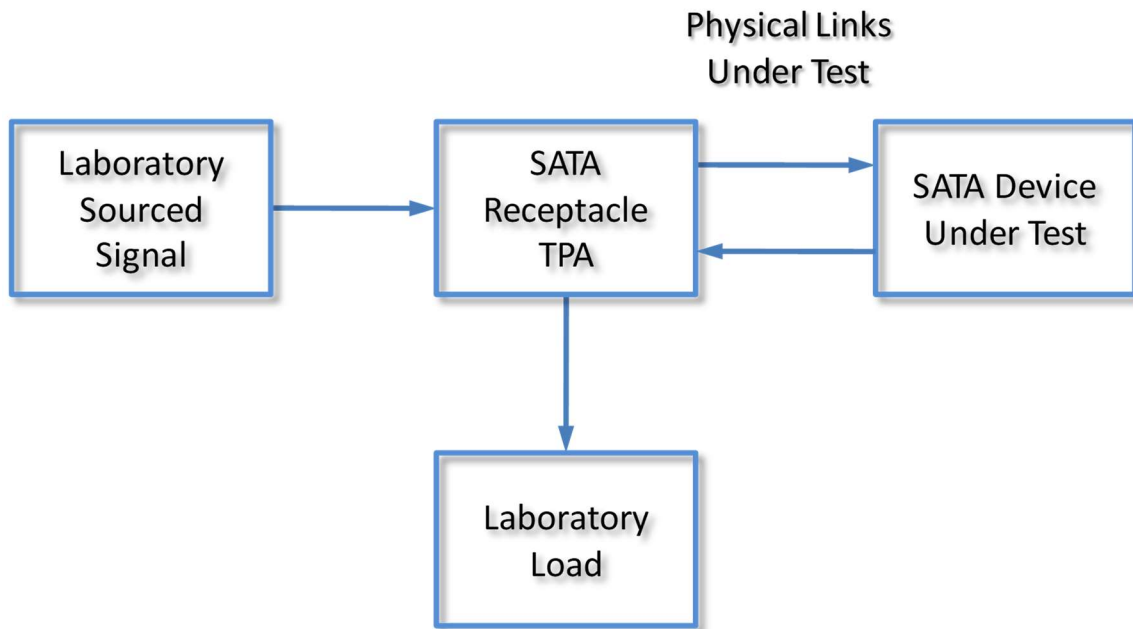 Physical Links
Under Test
Laboratory
Sourced
Signal
SATA
Receptacle
TPA
SATA Device
Under Test
Laboratory
Load